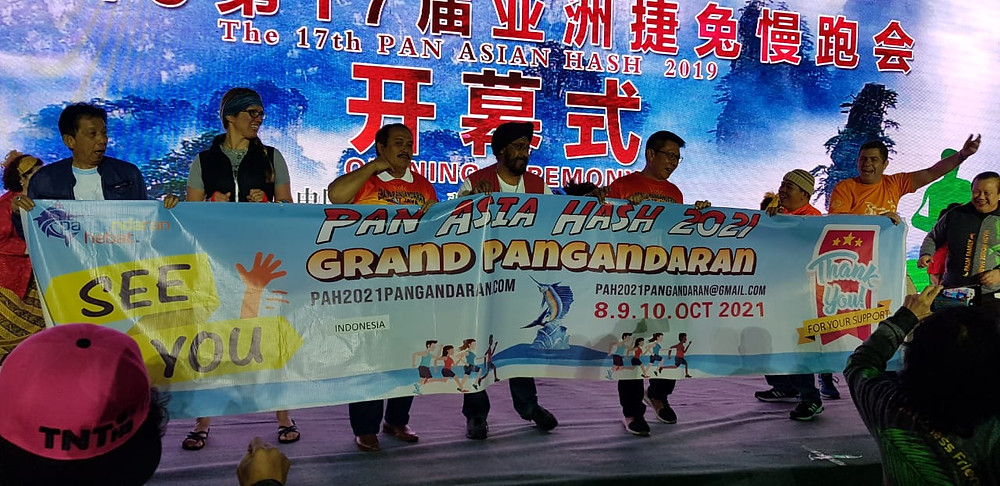 第十7届亚洲捷兔慢跑会
The 17th PAN ASIAN HASH 2019
开幕式
PAN ASIA HASH 2021
GRAND PANGANDARAN
PAH2021PANGANDARAN.COM
PAH2021PANGANDARAN@GMAIL.COM
INDONESIA
8.9.10. OCT 2021
SEE
YOU
Thank
You!
FOR YOUR SUPPORT
TNT